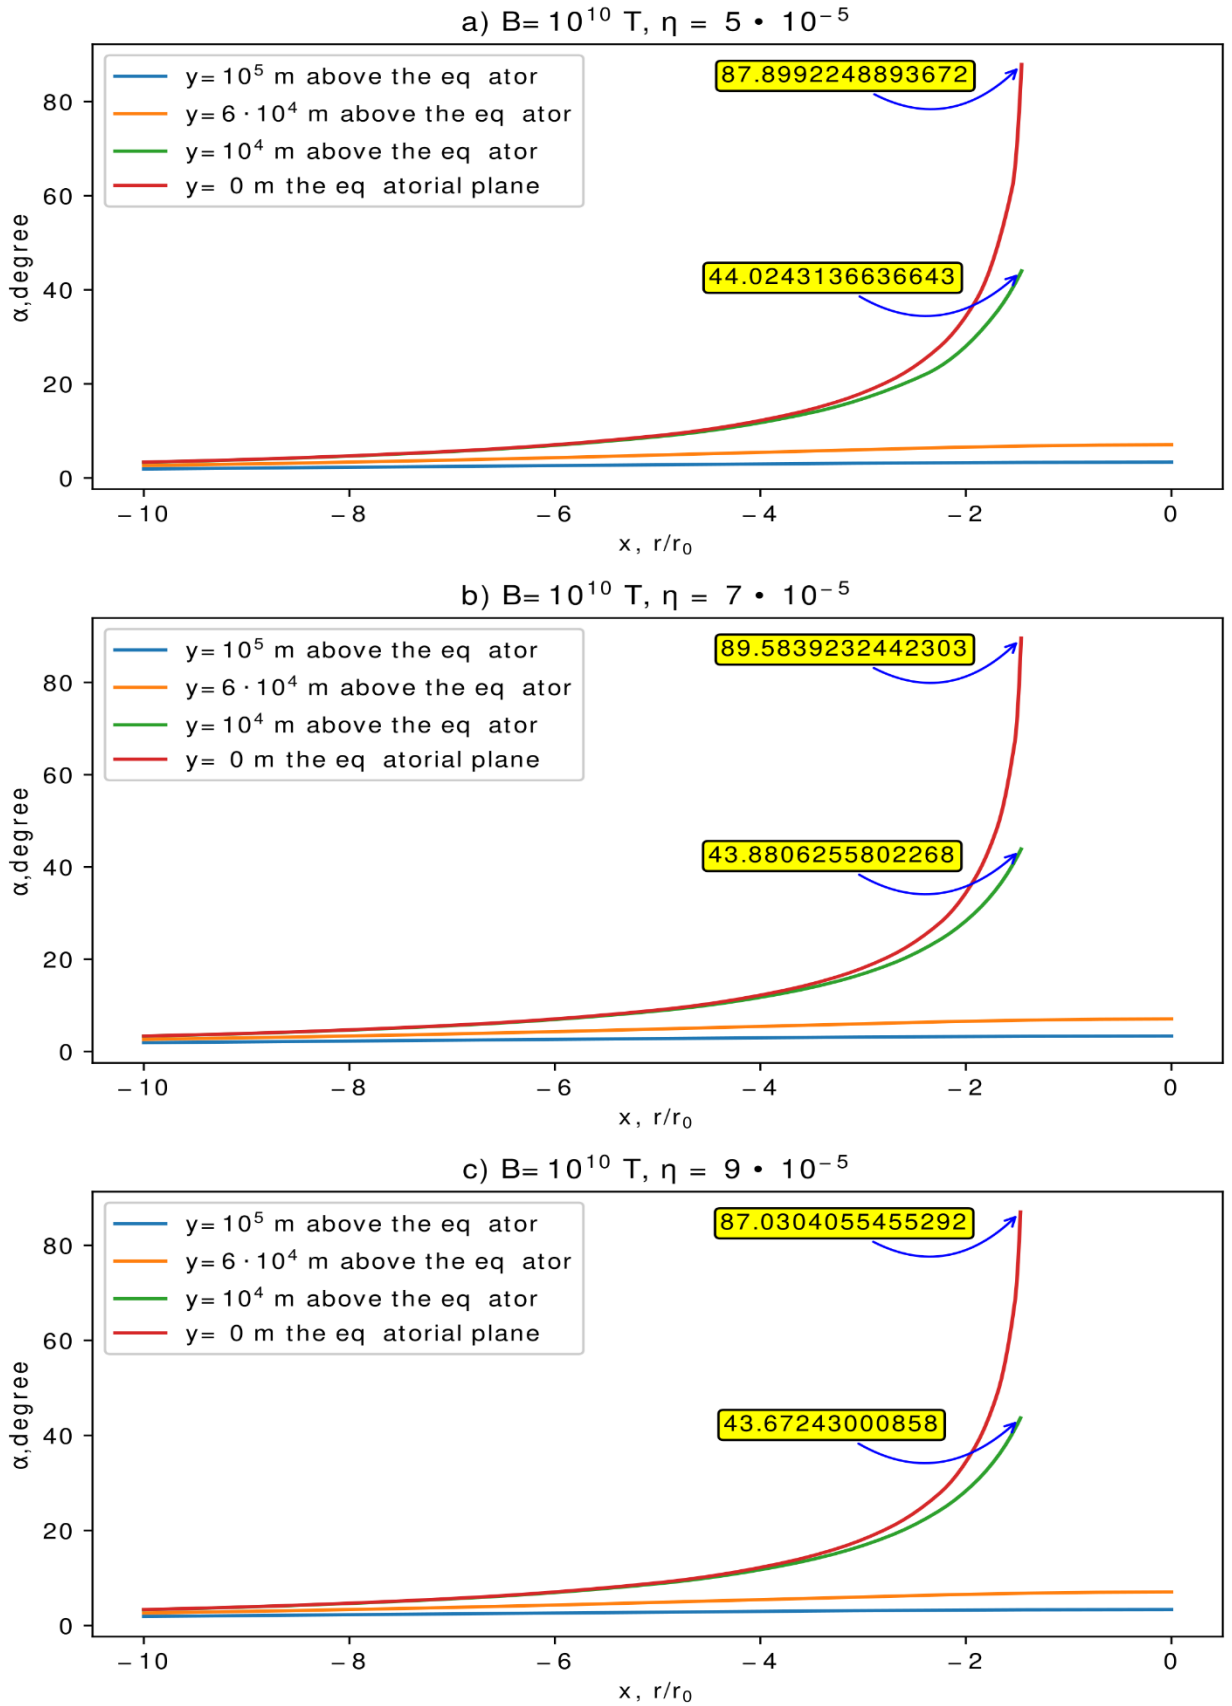 a) B= 10¹⁰ T, η = 5 • 10⁻⁵
y= 10⁵ m above the eq ator
y= 6 · 10⁴ m above the eq ator
y= 10⁴ m above the eq ator
y= 0 m the eq atorial plane
87.8992248893672
44.0243136636643
α,degree
80
60
40
20
0
−10
−8
−6
−4
−2
0
x, r/r₀
b) B= 10¹⁰ T, η = 7 • 10⁻⁵
y= 10⁵ m above the eq ator
y= 6 · 10⁴ m above the eq ator
y= 10⁴ m above the eq ator
y= 0 m the eq atorial plane
89.5839232442303
43.8806255802268
α,degree
80
60
40
20
0
−10
−8
−6
−4
−2
0
x, r/r₀
c) B= 10¹⁰ T, η = 9 • 10⁻⁵
y= 10⁵ m above the eq ator
y= 6 · 10⁴ m above the eq ator
y= 10⁴ m above the eq ator
y= 0 m the eq atorial plane
87.0304055455292
43.67243000858
α,degree
80
60
40
20
0
−10
−8
−6
−4
−2
0
x, r/r₀